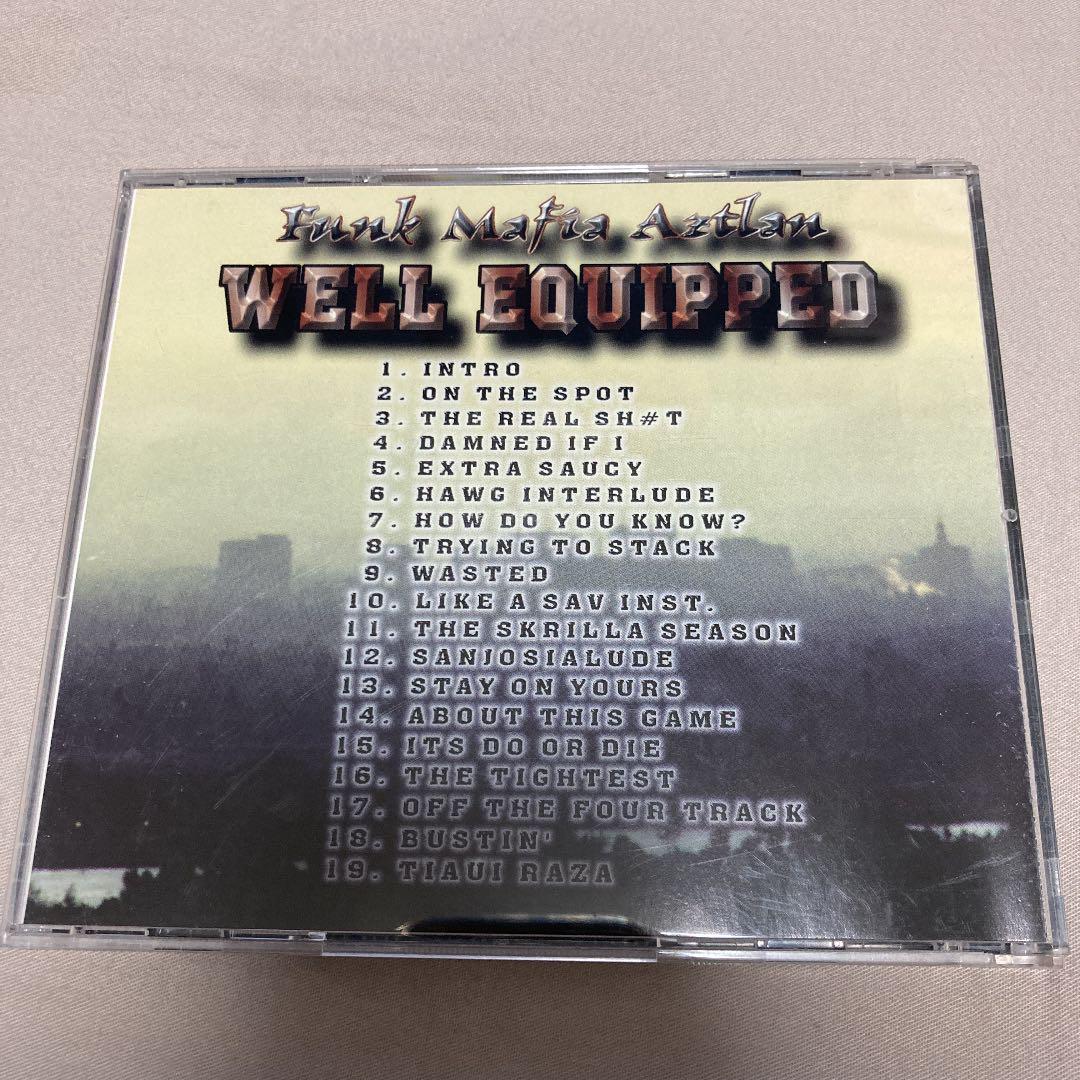 Funk Mafia Aztlan
WELL EQUIPPED
1. INTRO
2. ON THE SPOT
3. THE REAL SH#T
4. DAMNED IF I
5. EXTRA SAUCY
6. HAWG INTERLUDE
7. HOW DO YOU KNOW?
8. TRYING TO STACK
9. WASTED
10. LIKE A SAV INST.
11. THE SKRILLA SEASON
12. SANJOSIALUDE
13. STAY ON YOURS
14. ABOUT THIS GAME
15. ITS DO OR DIE
16. THE TIGHTEST
17. OFF THE FOUR TRACK
18. BUSTIN'
19. TIAUI RAZA